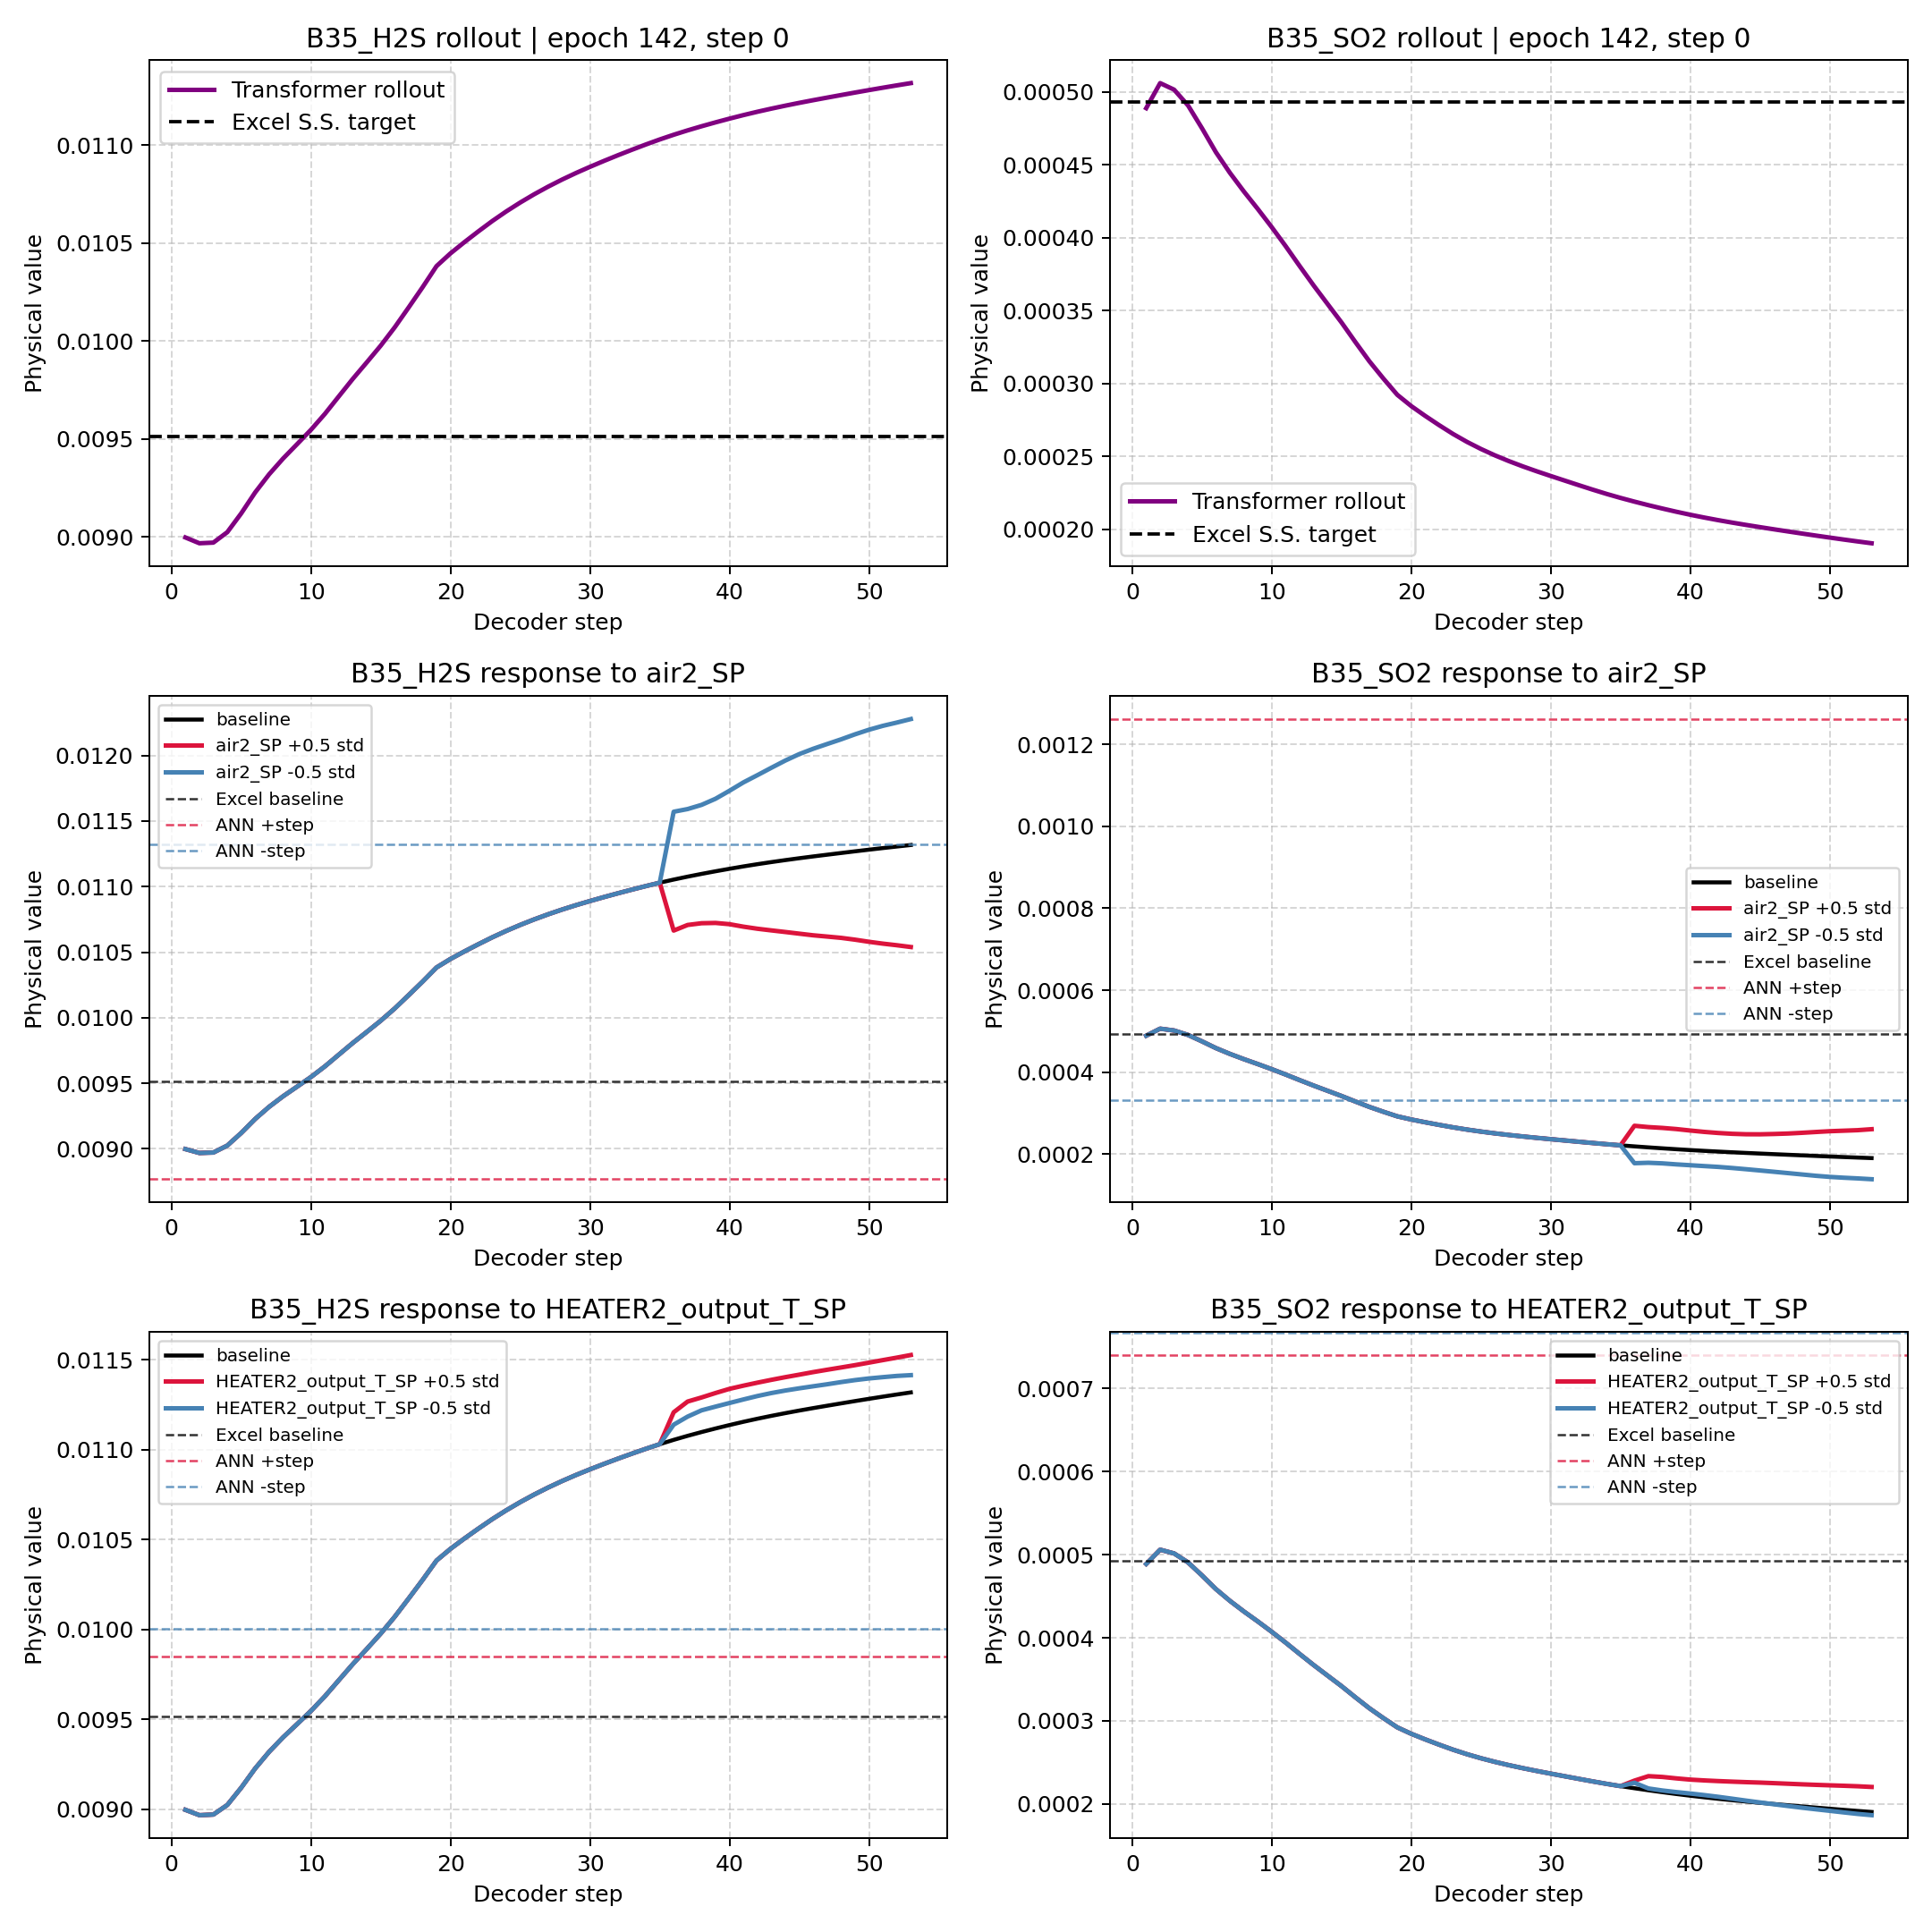 B35_H2S rollout | epoch 142, step 0
Physical value
0.0110
0.0105
0.0100
0.0095
0.0090
Transformer rollout
Excel S.S. target
0 10 20 30 40 50
Decoder step
B35_SO2 rollout | epoch 142, step 0
Physical value
0.00050
0.00045
0.00040
0.00035
0.00030
0.00025
0.00020
Transformer rollout
Excel S.S. target
0 10 20 30 40 50
Decoder step
B35_H2S response to air2_SP
Physical value
0.0120
0.0115
0.0110
0.0105
0.0100
0.0095
0.0090
baseline
air2_SP +0.5 std
air2_SP -0.5 std
Excel baseline
ANN +step
ANN -step
0 10 20 30 40 50
Decoder step
B35_SO2 response to air2_SP
Physical value
0.0012
0.0010
0.0008
0.0006
0.0004
0.0002
baseline
air2_SP +0.5 std
air2_SP -0.5 std
Excel baseline
ANN +step
ANN -step
0 10 20 30 40 50
Decoder step
B35_H2S response to HEATER2_output_T_SP
Physical value
0.0115
0.0110
0.0105
0.0100
0.0095
0.0090
baseline
HEATER2_output_T_SP +0.5 std
HEATER2_output_T_SP -0.5 std
Excel baseline
ANN +step
ANN -step
0 10 20 30 40 50
Decoder step
B35_SO2 response to HEATER2_output_T_SP
Physical value
0.0007
0.0006
0.0005
0.0004
0.0003
0.0002
baseline
HEATER2_output_T_SP +0.5 std
HEATER2_output_T_SP -0.5 std
Excel baseline
ANN +step
ANN -step
0 10 20 30 40 50
Decoder step